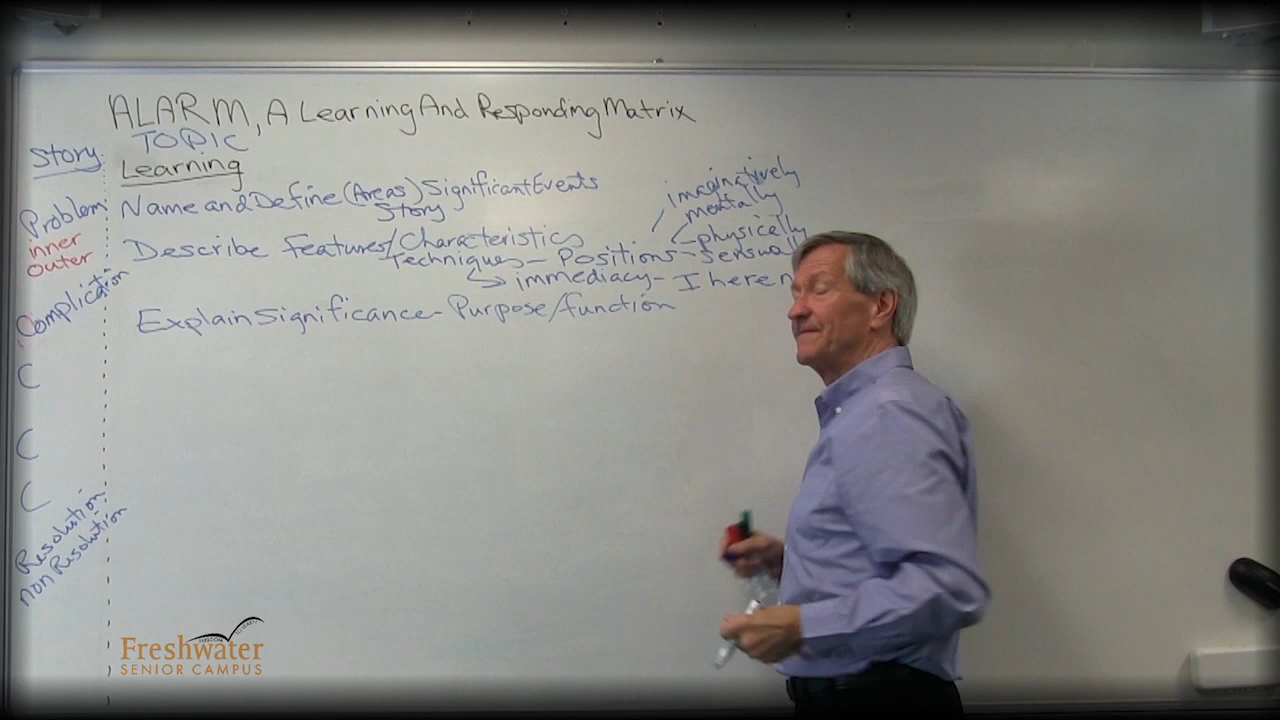 ALARM, A Learning And Responding Matrix
TOPIC
Story:
Learning
Name and Define (Areas) Significant Events
Story
Problem:
inner
outer
Describe Features/Characteristics
Techniques - Positions - sensually
imaginatively
mentally
physically
immediacy - I here
Complication
Explain Significance - Purpose/function
C
C
C
Resolution
non Resolution
Freshwater
SENIOR CAMPUS